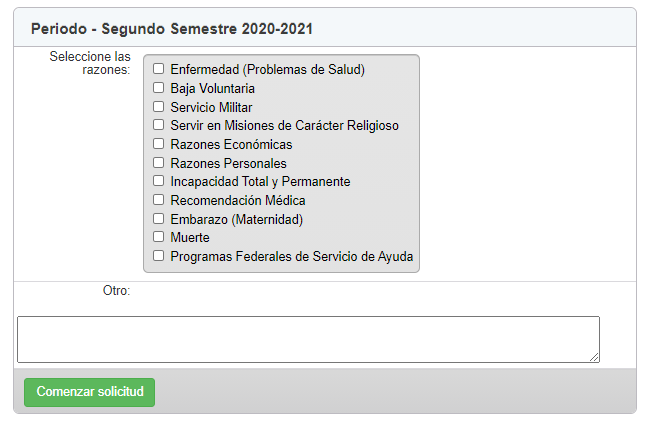 Periodo - Segundo Semestre 2020-2021
Seleccione las
razones:
Enfermedad (Problemas de Salud)
Baja Voluntaria
Servicio Militar
Servir en Misiones de Carácter Religioso
Razones Económicas
Razones Personales
Incapacidad Total y Permanente
Recomendación Médica
Embarazo (Maternidad)
Muerte
Programas Federales de Servicio de Ayuda
Otro:
Comenzar solicitud